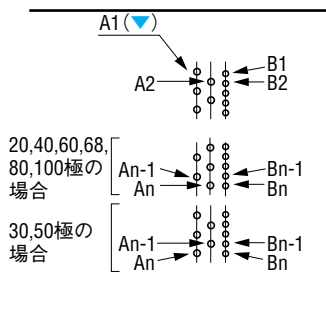 A1(▼)
B1
A2
B2
20,40,60,68,
80,100極の
場合
An-1
Bn-1
An
Bn
30,50極の
場合
An-1
Bn-1
An
Bn